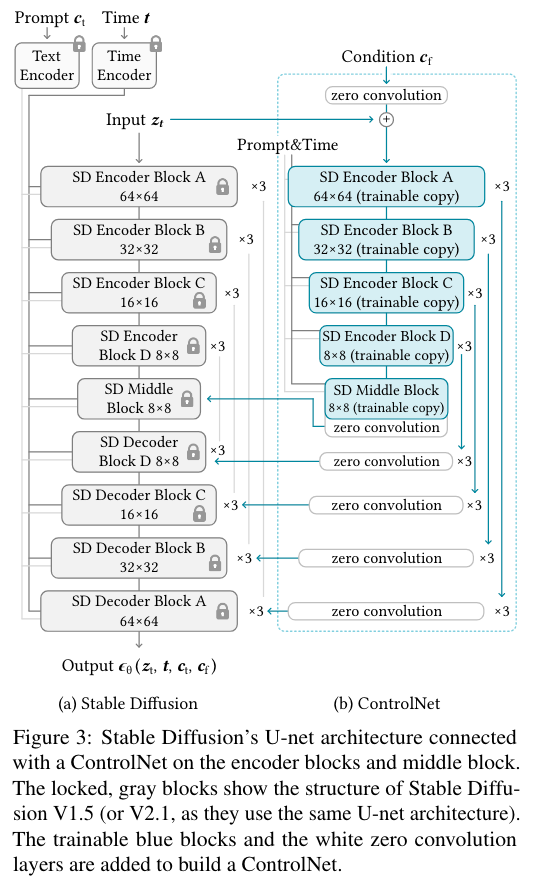 Prompt cₜ Time t
Text
Encoder
Time
Encoder
Condition c_f
zero convolution
Input zₜ
+
Prompt&Time
SD Encoder Block A
64×64
×3
SD Encoder Block A
64×64 (trainable copy)
×3
SD Encoder Block B
32×32
×3
SD Encoder Block B
32×32 (trainable copy)
×3
SD Encoder Block C
16×16
×3
SD Encoder Block C
16×16 (trainable copy)
×3
SD Encoder
Block D 8×8
×3
SD Encoder Block D
8×8 (trainable copy)
×3
SD Middle
Block 8×8
SD Middle Block
8×8 (trainable copy)
zero convolution
SD Decoder
Block D 8×8
×3
zero convolution
×3
SD Decoder Block C
16×16
×3
zero convolution
×3
SD Decoder Block B
32×32
×3
zero convolution
×3
SD Decoder Block A
64×64
×3
zero convolution
×3
Output ϵ_θ(zₜ, t, cₜ, c_f)
(a) Stable Diffusion
(b) ControlNet
Figure 3: Stable Diffusion’s U-net architecture connected
with a ControlNet on the encoder blocks and middle block.
The locked, gray blocks show the structure of Stable Diffu-
sion V1.5 (or V2.1, as they use the same U-net architecture).
The trainable blue blocks and the white zero convolution
layers are added to build a ControlNet.